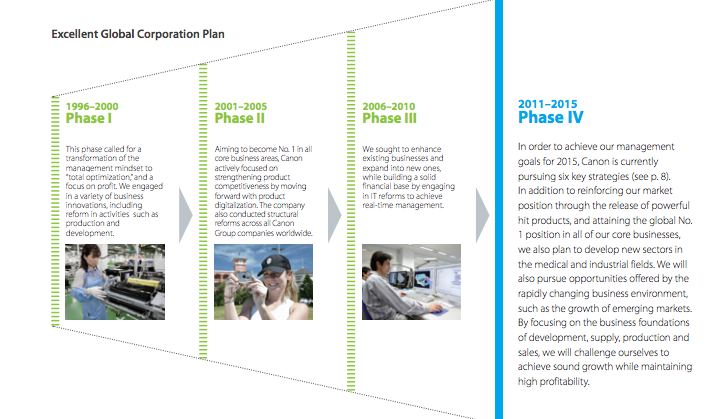 Excellent Global Corporation Plan
1996–2000
Phase I
This phase called for a
transformation of the
management mindset to
“total optimization,” and a
focus on profit. We engaged
in a variety of business
innovations, including
reform in activities such as
production and
development.
2001–2005
Phase II
Aiming to become No. 1 in all
core business areas, Canon
actively focused on
strengthening product
competitiveness by moving
forward with product
digitalization. The company
also conducted structural
reforms across all Canon
Group companies worldwide.
2006–2010
Phase III
We sought to enhance
existing businesses and
expand into new ones,
while building a solid
financial base by engaging
in IT reforms to achieve
real-time management.
2011–2015
Phase IV
In order to achieve our management
goals for 2015, Canon is currently
pursuing six key strategies (see p. 8).
In addition to reinforcing our market
position through the release of powerful
hit products, and attaining the global No.
1 position in all of our core businesses,
we also plan to develop new sectors in
the medical and industrial fields. We will
also pursue opportunities offered by the
rapidly changing business environment,
such as the growth of emerging markets.
By focusing on the business foundations
of development, supply, production and
sales, we will challenge ourselves to
achieve sound growth while maintaining
high profitability.